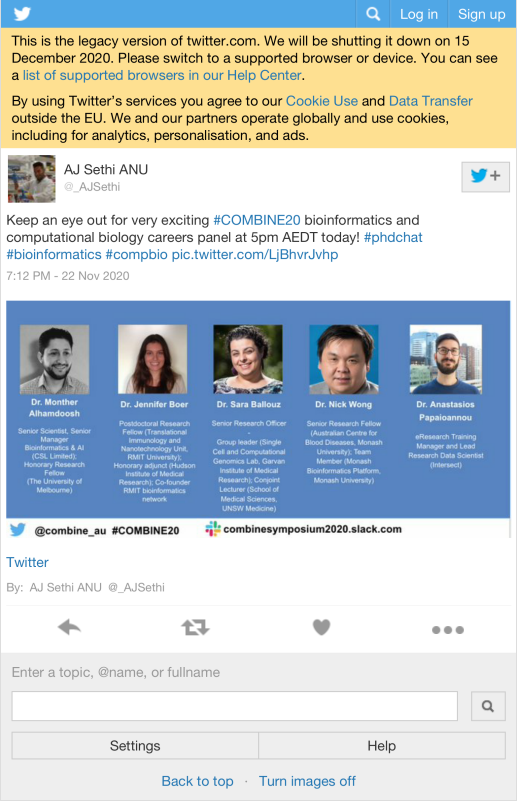 Log in
Sign up
This is the legacy version of twitter.com. We will be shutting it down on 15
December 2020. Please switch to a supported browser or device. You can see
a list of supported browsers in our Help Center.
By using Twitter's services you agree to our Cookie Use and Data Transfer
outside the EU. We and our partners operate globally and use cookies,
including for analytics, personalisation, and ads.
AJ Sethi ANU
@_AJSethi
Keep an eye out for very exciting #COMBINE20 bioinformatics and
computational biology careers panel at 5pm AEDT today! #phdchat
#bioinformatics #compbio pic.twitter.com/LjBhvrJvhp
7:12 PM - 22 Nov 2020
Dr. Monther
Alhamdoosh
Senior Scientist, Senior
Manager
Bioinformatics & AI
(CSL Limited);
Honorary Research
Fellow
(The University of
Melbourne)
Dr. Jennifer Boer
Postdoctoral Research
Fellow (Translational
Immunology and
Nanotechnology Unit,
RMIT University);
Honorary adjunct (Hudson
Institute of Medical
Research); Co-founder
RMIT bioinformatics
network
Dr. Sara Ballouz
Senior Research Officer
-
Group leader (Single
Cell and Computational
Genomics Lab, Garvan
Institute of Medical
Research); Conjoint
Lecturer (School of
Medical Sciences,
UNSW Medicine)
Dr. Nick Wong
Senior Research Fellow
(Australian Centre for
Blood Diseases, Monash
University); Team
Member (Monash
Bioinformatics Platform,
Monash University)
Dr. Anastasios
Papaioannou
eResearch Training
Manager and Lead
Research Data Scientist
(Intersect)
@combine_au #COMBINE20
combinesymposium2020.slack.com
Twitter
By: AJ Sethi ANU @_AJSethi
Enter a topic, @name, or fullname
Settings
Help
Back to top · Turn images off